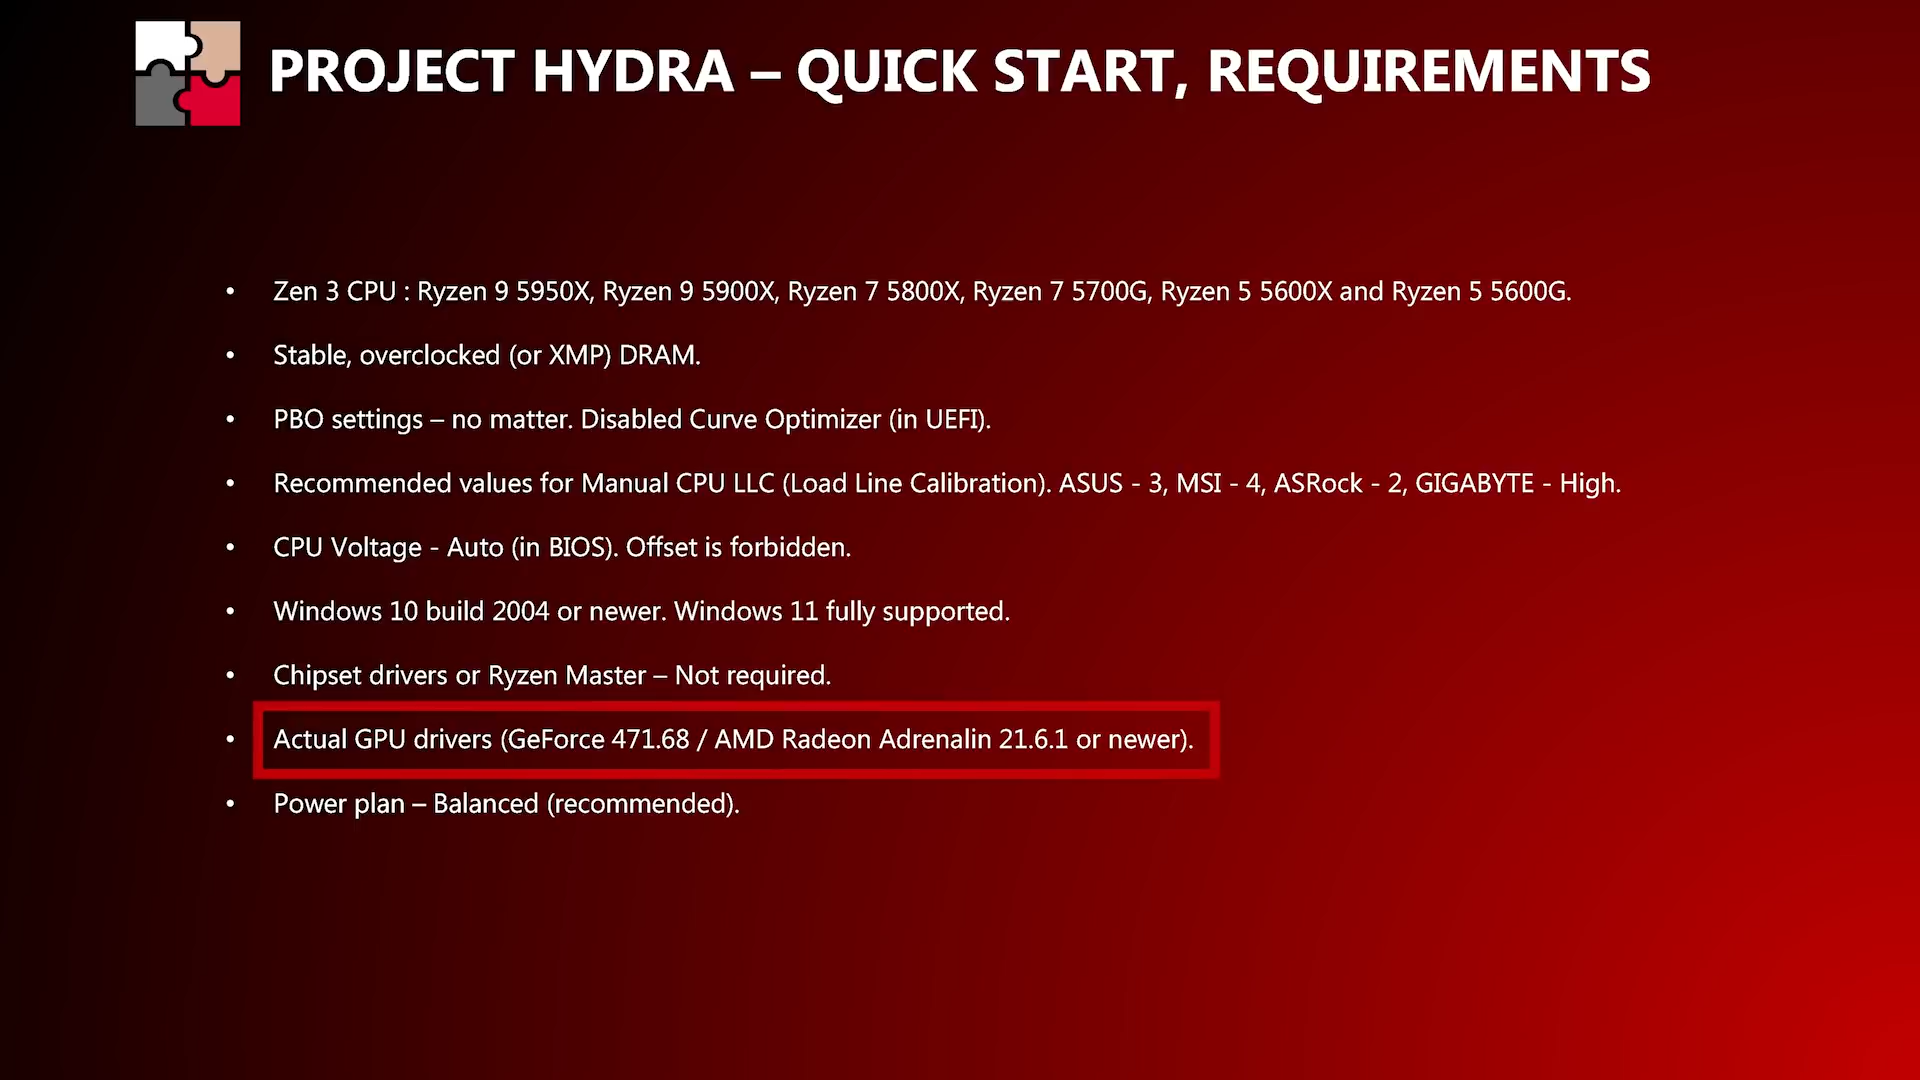 PROJECT HYDRA – QUICK START, REQUIREMENTS
• Zen 3 CPU : Ryzen 9 5950X, Ryzen 9 5900X, Ryzen 7 5800X, Ryzen 7 5700G, Ryzen 5 5600X and Ryzen 5 5600G.
• Stable, overclocked (or XMP) DRAM.
• PBO settings – no matter. Disabled Curve Optimizer (in UEFI).
• Recommended values for Manual CPU LLC (Load Line Calibration). ASUS - 3, MSI - 4, ASRock - 2, GIGABYTE - High.
• CPU Voltage - Auto (in BIOS). Offset is forbidden.
• Windows 10 build 2004 or newer. Windows 11 fully supported.
• Chipset drivers or Ryzen Master – Not required.
• Actual GPU drivers (GeForce 471.68 / AMD Radeon Adrenalin 21.6.1 or newer).
• Power plan – Balanced (recommended).